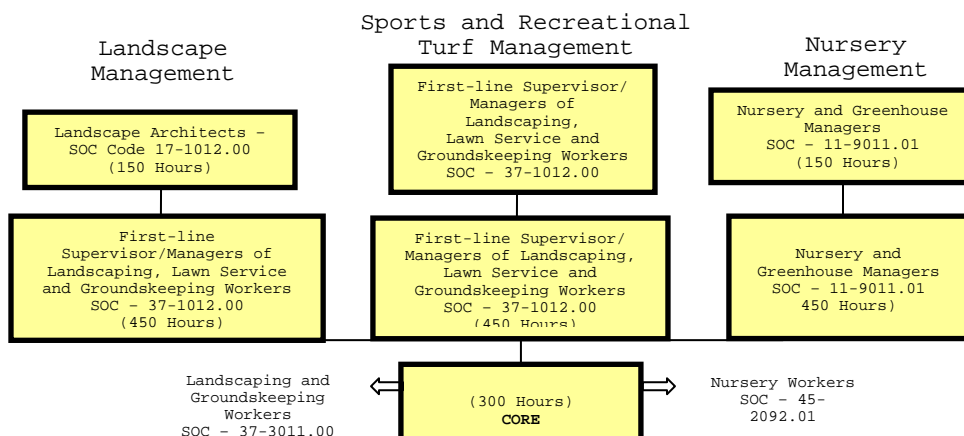 Landscape
Management
Sports and Recreational
Turf Management
Nursery
Management
Landscape Architects –
SOC Code 17-1012.00
(150 Hours)
First-line Supervisor/
Managers of
Landscaping,
Lawn Service and
Groundskeeping Workers
SOC – 37-1012.00
Nursery and Greenhouse
Managers
SOC – 11-9011.01
(150 Hours)
First-line
Supervisor/Managers of
Landscaping, Lawn Service
and Groundskeeping Workers
SOC – 37-1012.00
(450 Hours)
First-line Supervisor/
Managers of Landscaping,
Lawn Service and
Groundskeeping Workers
SOC – 37-1012.00
(450 Hours)
Nursery and
Greenhouse Managers
SOC – 11-9011.01
450 Hours)
Landscaping and
Groundskeeping
Workers
SOC – 37-3011.00
(300 Hours)
CORE
Nursery Workers
SOC – 45-
2092.01